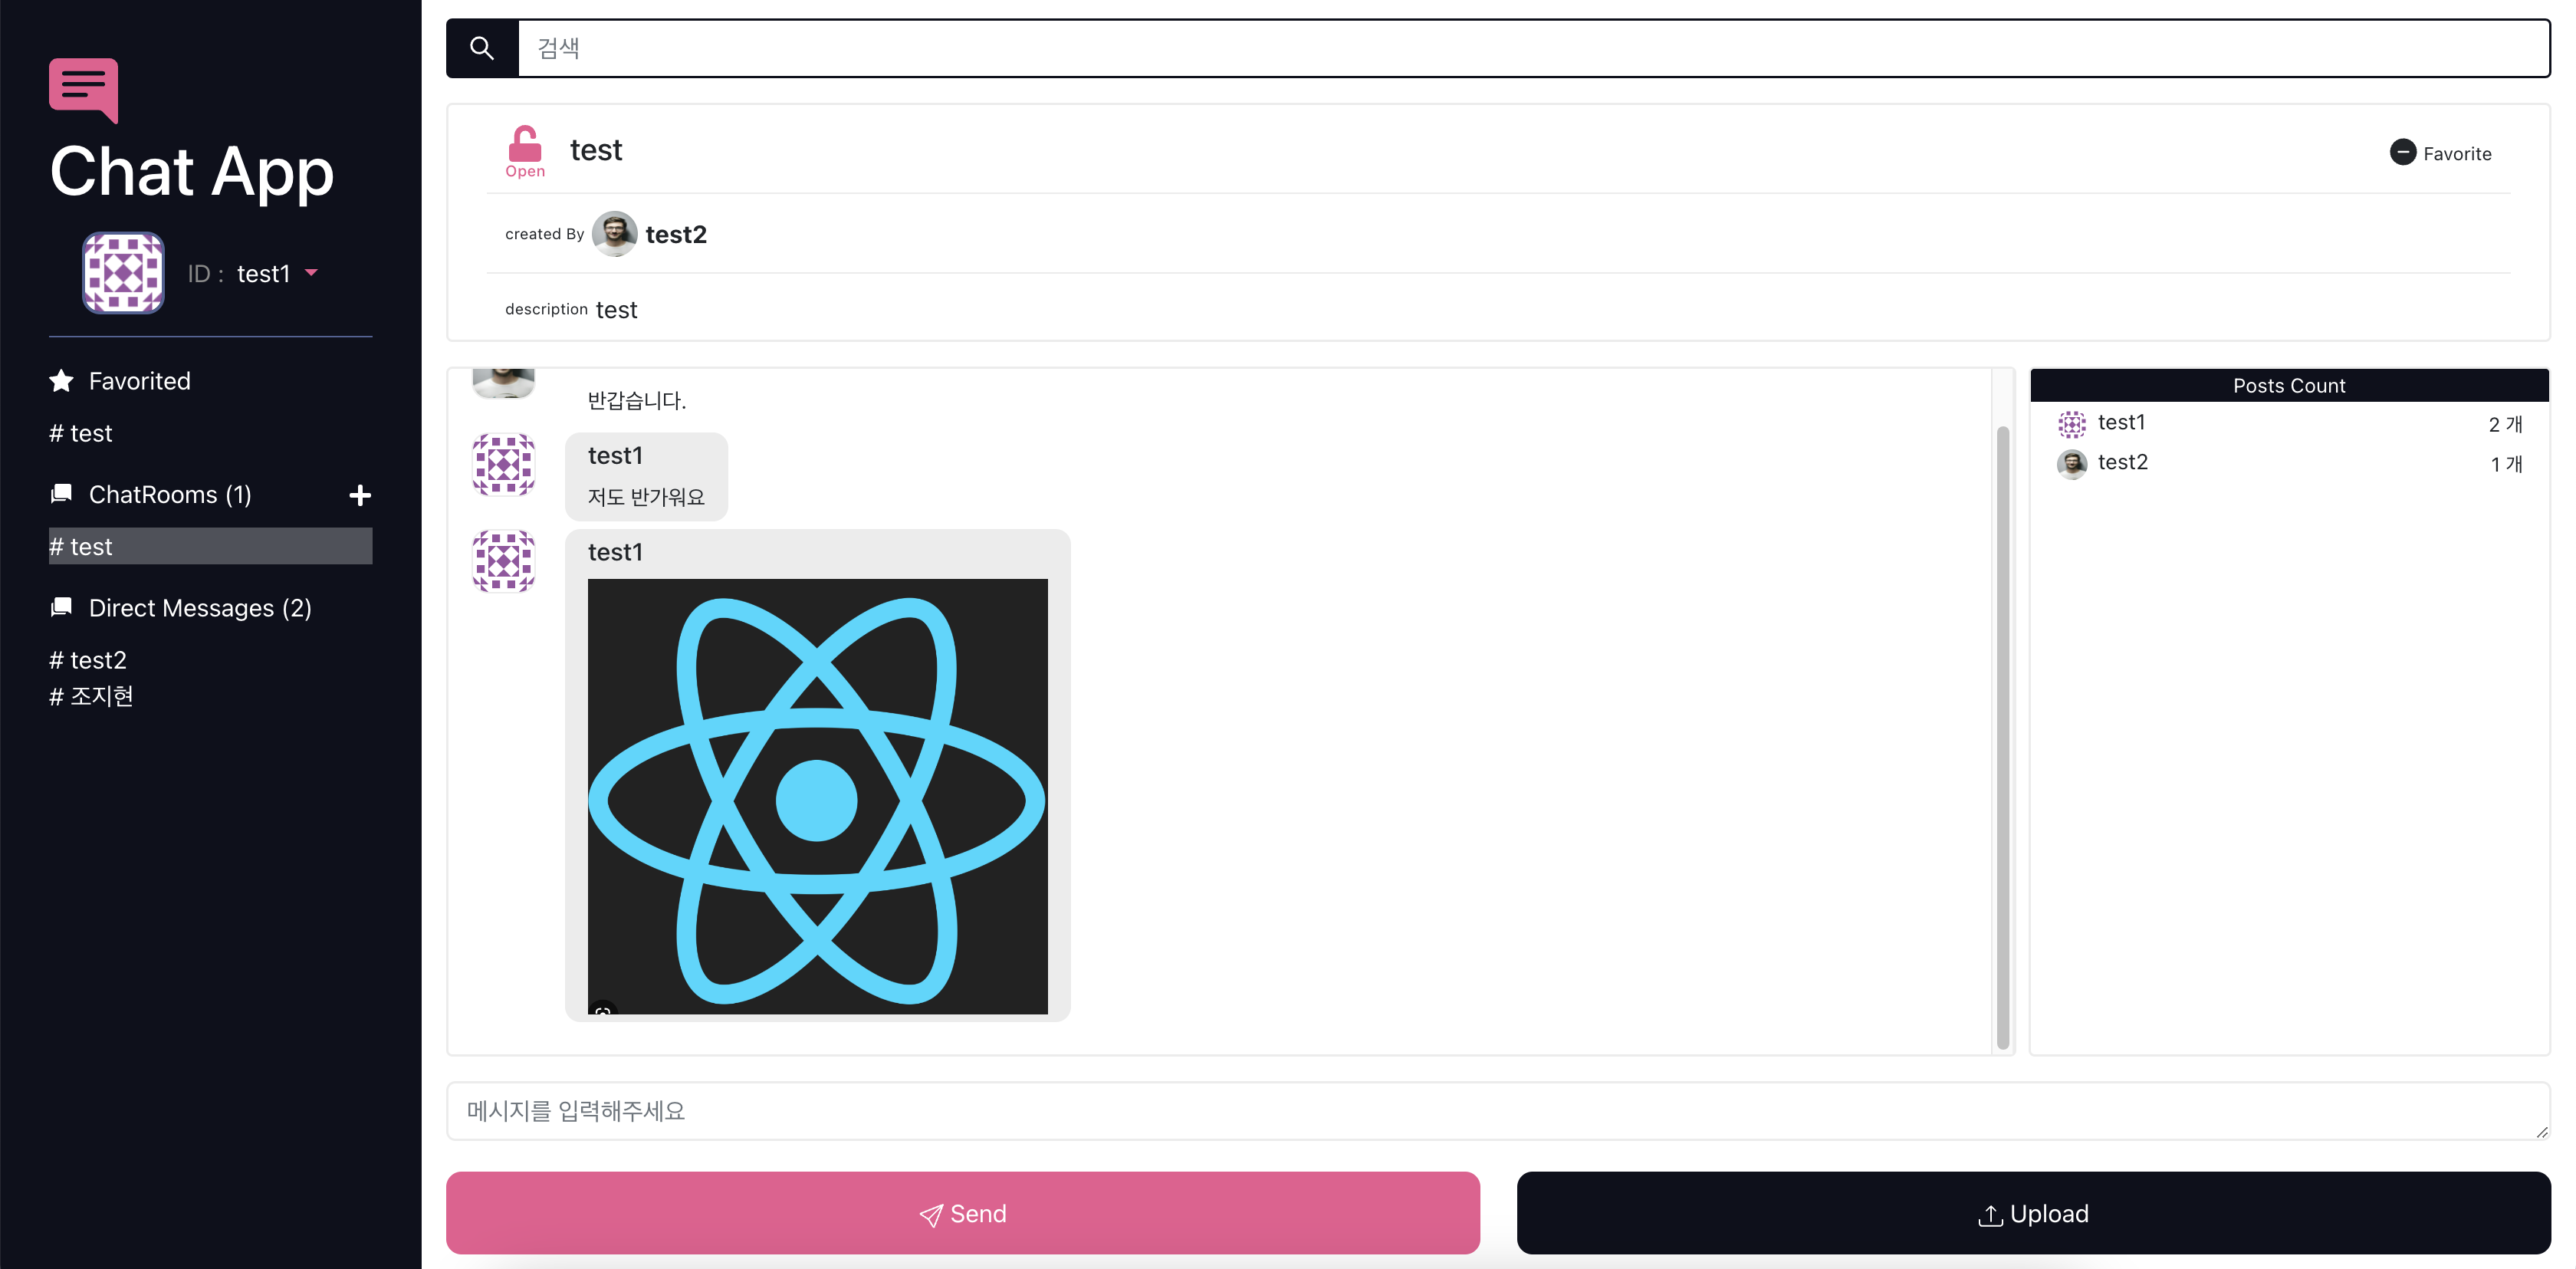 Chat App
ID : test1
Favorited
# test
ChatRooms (1)
# test
Direct Messages (2)
# test2
# 조지현
검색
test
Open
Favorite
created By test2
description test
반갑습니다.
test1
저도 반가워요
test1
Posts Count
test1 2 개
test2 1 개
메시지를 입력해주세요
Send
Upload